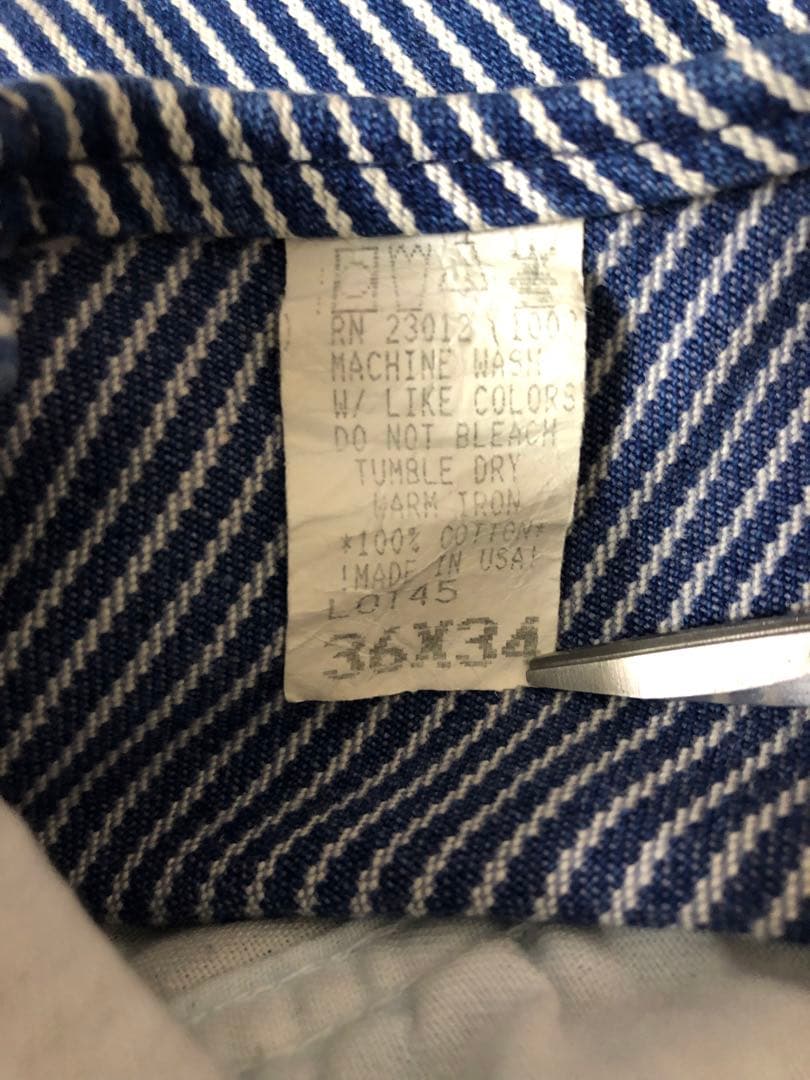 RN 23012 100
MACHINE WASH
W/ LIKE COLORS
DO NOT BLEACH
TUMBLE DRY
WARM IRON
*100% COTTON*
!MADE IN USA!
LOT45
36X34